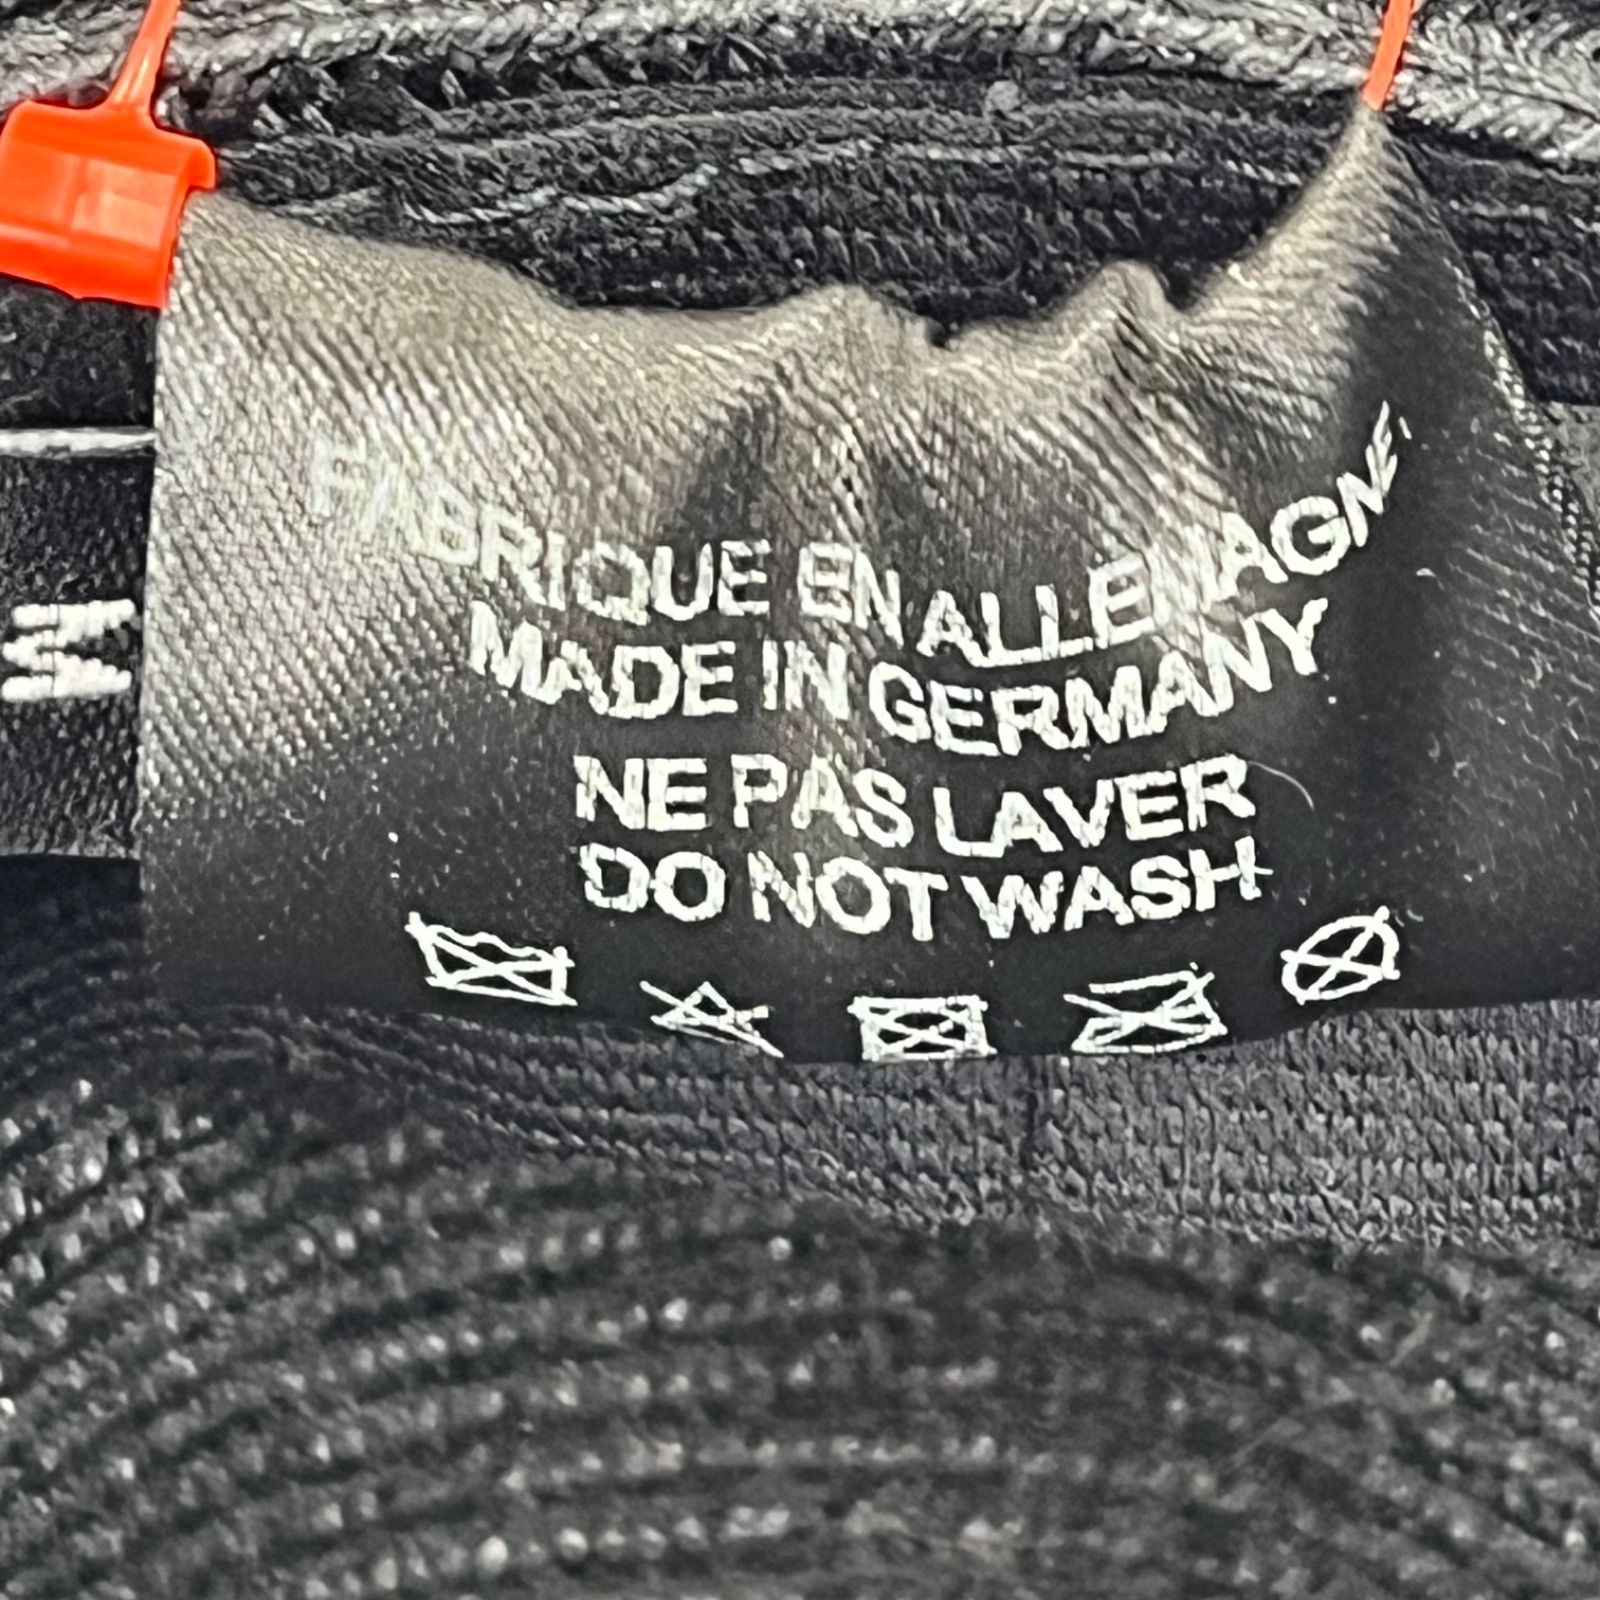 FABRIQUE EN ALLEMAGNE
MADE IN GERMANY
NE PAS LAVER
DO NOT WASH
M